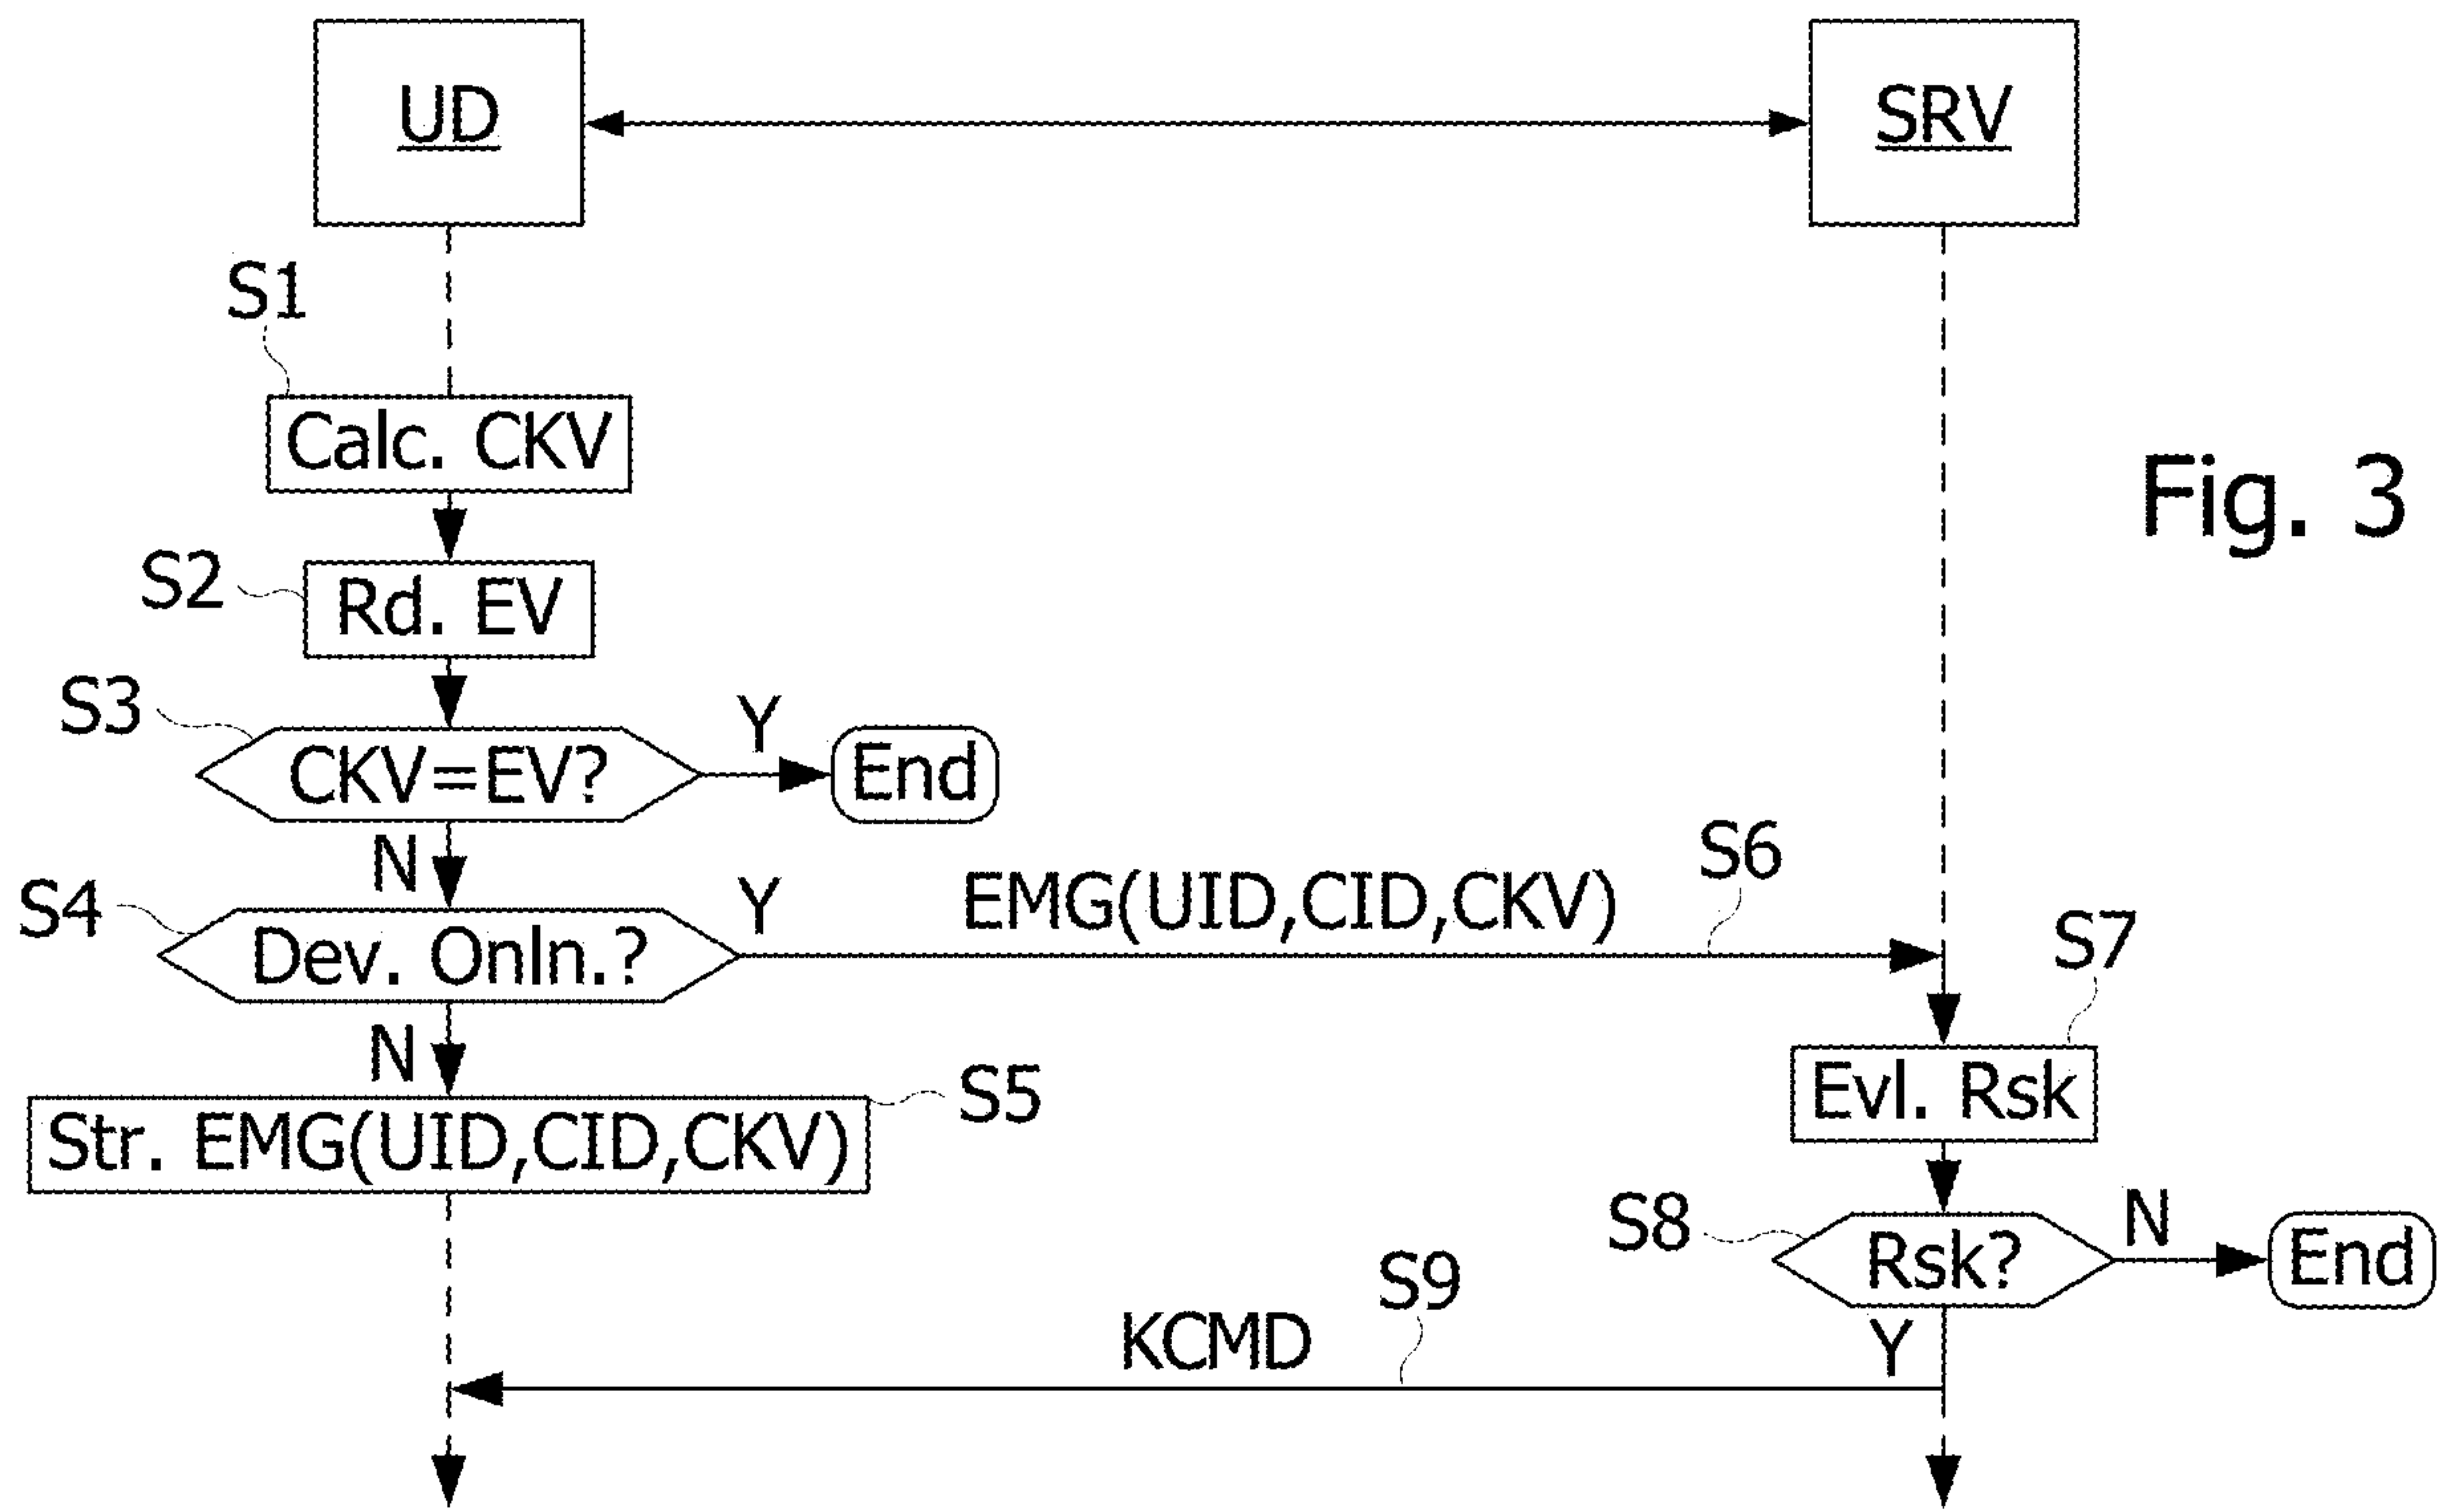 UD
SRV
S1
Calc. CKV
Fig. 3
S2
Rd. EV
S3
Y
CKV=EV?
End
N
S4
Y
EMG(UID,CID,CKV)
S6
Dev. Onln.?
S7
N
S5
Evl. Rsk
Str. EMG(UID,CID,CKV)
S8
N
Rsk?
End
S9
KCMD
Y